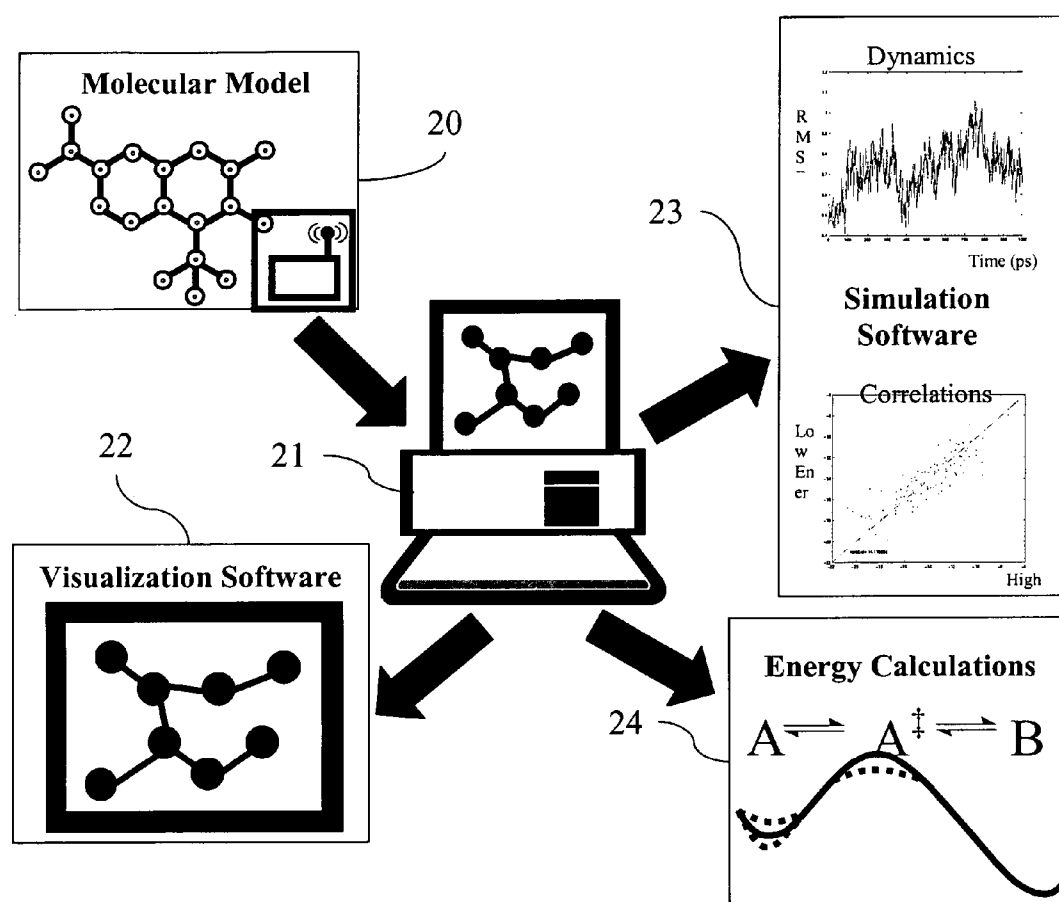 Molecular Model
20
Dynamics
R
M
S
Time (ps)
23
Simulation
Software
Correlations
Lo
w
En
er
High
22
21
Visualization Software
Energy Calculations
24
A ⇌ A‡ ⇌ B